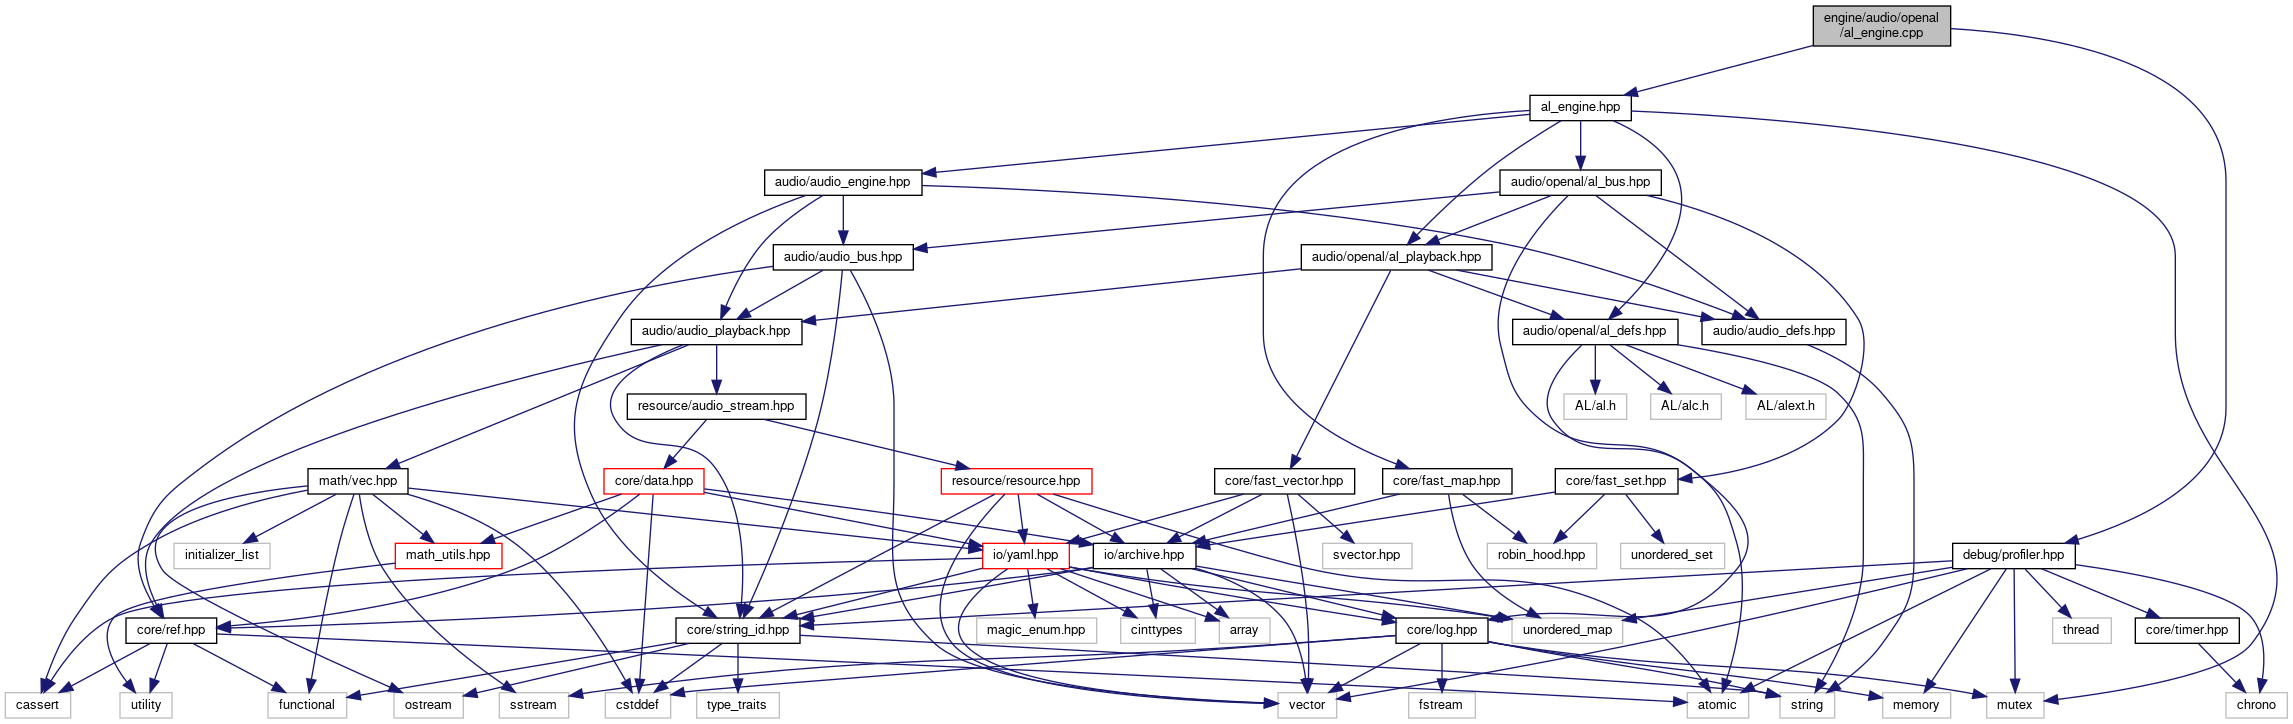 engine/audio/openal
/al_engine.cpp
al_engine.hpp
audio/audio_engine.hpp
audio/openal/al_bus.hpp
audio/audio_bus.hpp
audio/openal/al_playback.hpp
audio/audio_playback.hpp
audio/openal/al_defs.hpp
audio/audio_defs.hpp
resource/audio_stream.hpp
AL/al.h
AL/alc.h
AL/alext.h
math/vec.hpp
core/data.hpp
resource/resource.hpp
core/fast_vector.hpp
core/fast_map.hpp
core/fast_set.hpp
initializer_list
math_utils.hpp
io/yaml.hpp
io/archive.hpp
svector.hpp
robin_hood.hpp
unordered_set
debug/profiler.hpp
core/ref.hpp
core/string_id.hpp
magic_enum.hpp
cinttypes
array
core/log.hpp
unordered_map
thread
core/timer.hpp
cassert
utility
functional
ostream
sstream
cstddef
type_traits
vector
fstream
atomic
string
memory
mutex
chrono